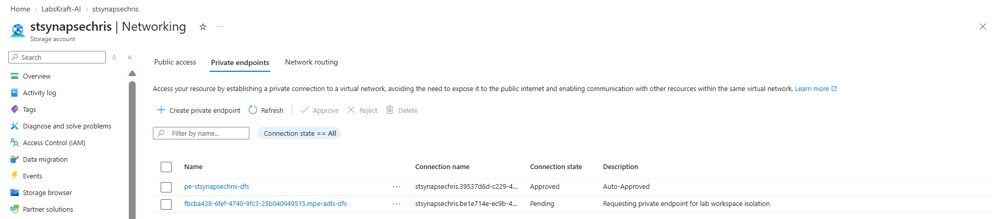 Home > LabsKraft-AI > stsynapsechris
stsynapsechris | Networking
Storage account
Search
Overview
Activity log
Tags
Diagnose and solve problems
Access Control (IAM)
Data migration
Events
Storage browser
Partner solutions
Public access Private endpoints Network routing
Access your resource by establishing a private connection to a virtual network, avoiding the need to expose it to the public internet and enabling communication with other resources within the same virtual network. Learn more
Create private endpoint Refresh Approve Reject Delete
Filter by name... Connection state == All
Name Connection name Connection state Description
pe-stsynapsechris-dfs ... stsynapsechris.39537d6d-c229-4... Approved Auto-Approved
fbcba438-6fef-4740-9fc3-25b040949515.mpe-adls-dfs ... stsynapsechris.be1e714e-ec9b-4... Pending Requesting private endpoint for lab workspace isolation